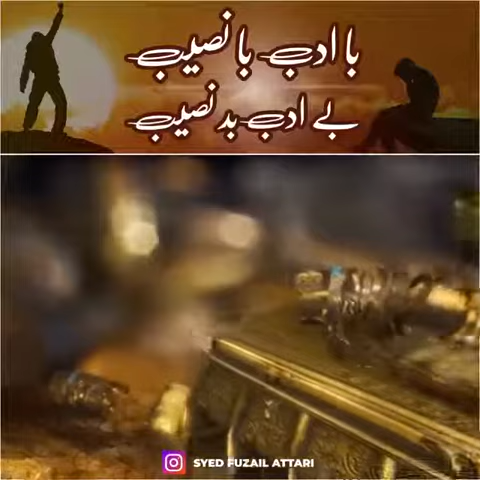 با ادب با نصیب
بے ادب بد نصیب
SYED FUZAIL ATTARI